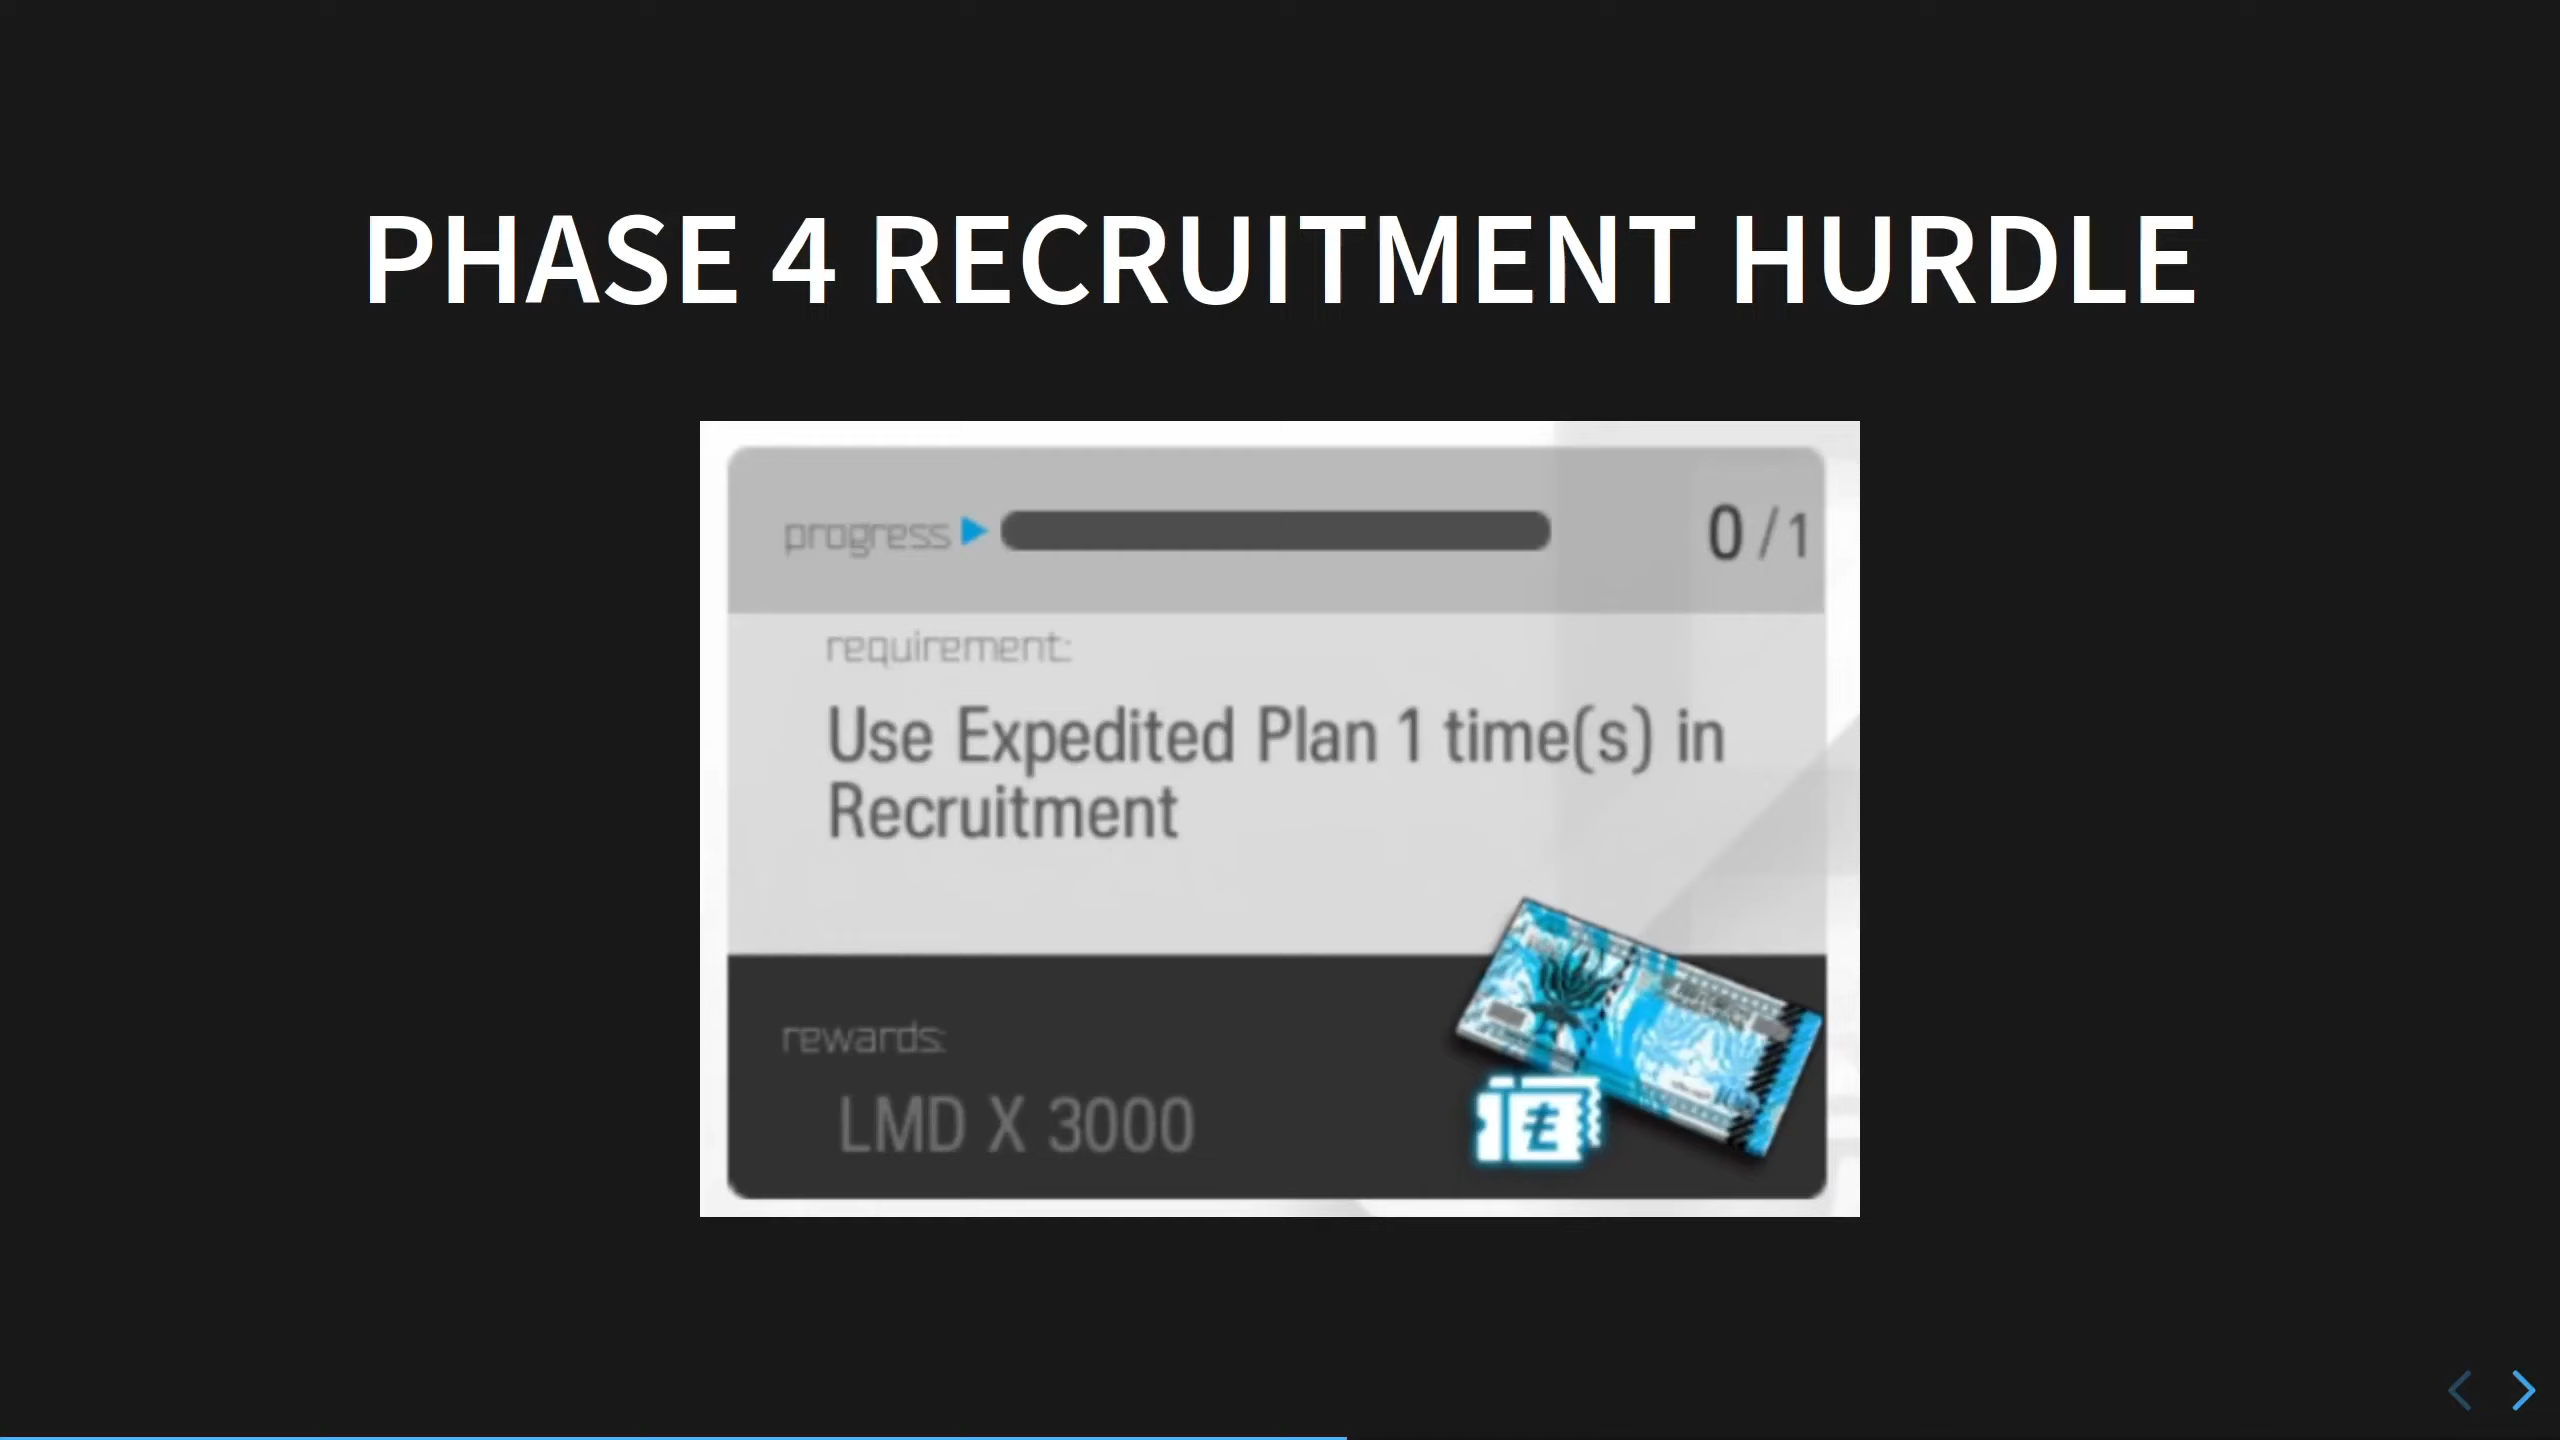 PHASE 4 RECRUITMENT HURDLE
progress
0/1
requirement:
Use Expedited Plan 1 time(s) in
Recruitment
rewards:
LMD X 3000